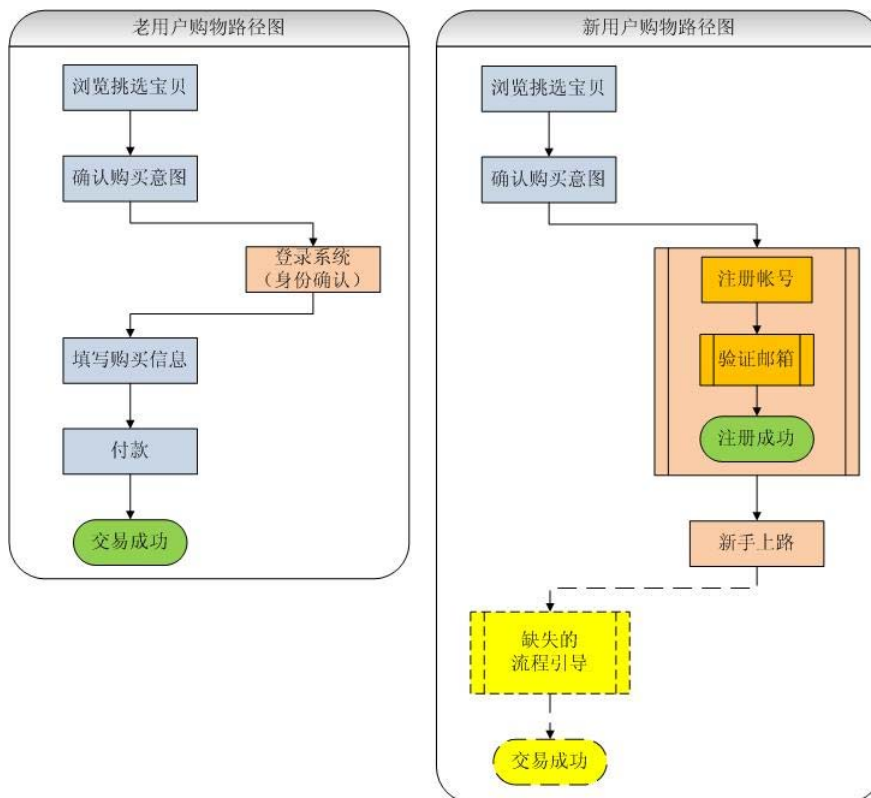 老用户购物路径图
浏览挑选宝贝
确认购买意图
登录系统
（身份确认）
填写购买信息
付款
交易成功
新用户购物路径图
浏览挑选宝贝
确认购买意图
注册帐号
验证邮箱
注册成功
新手上路
缺失的
流程引导
交易成功